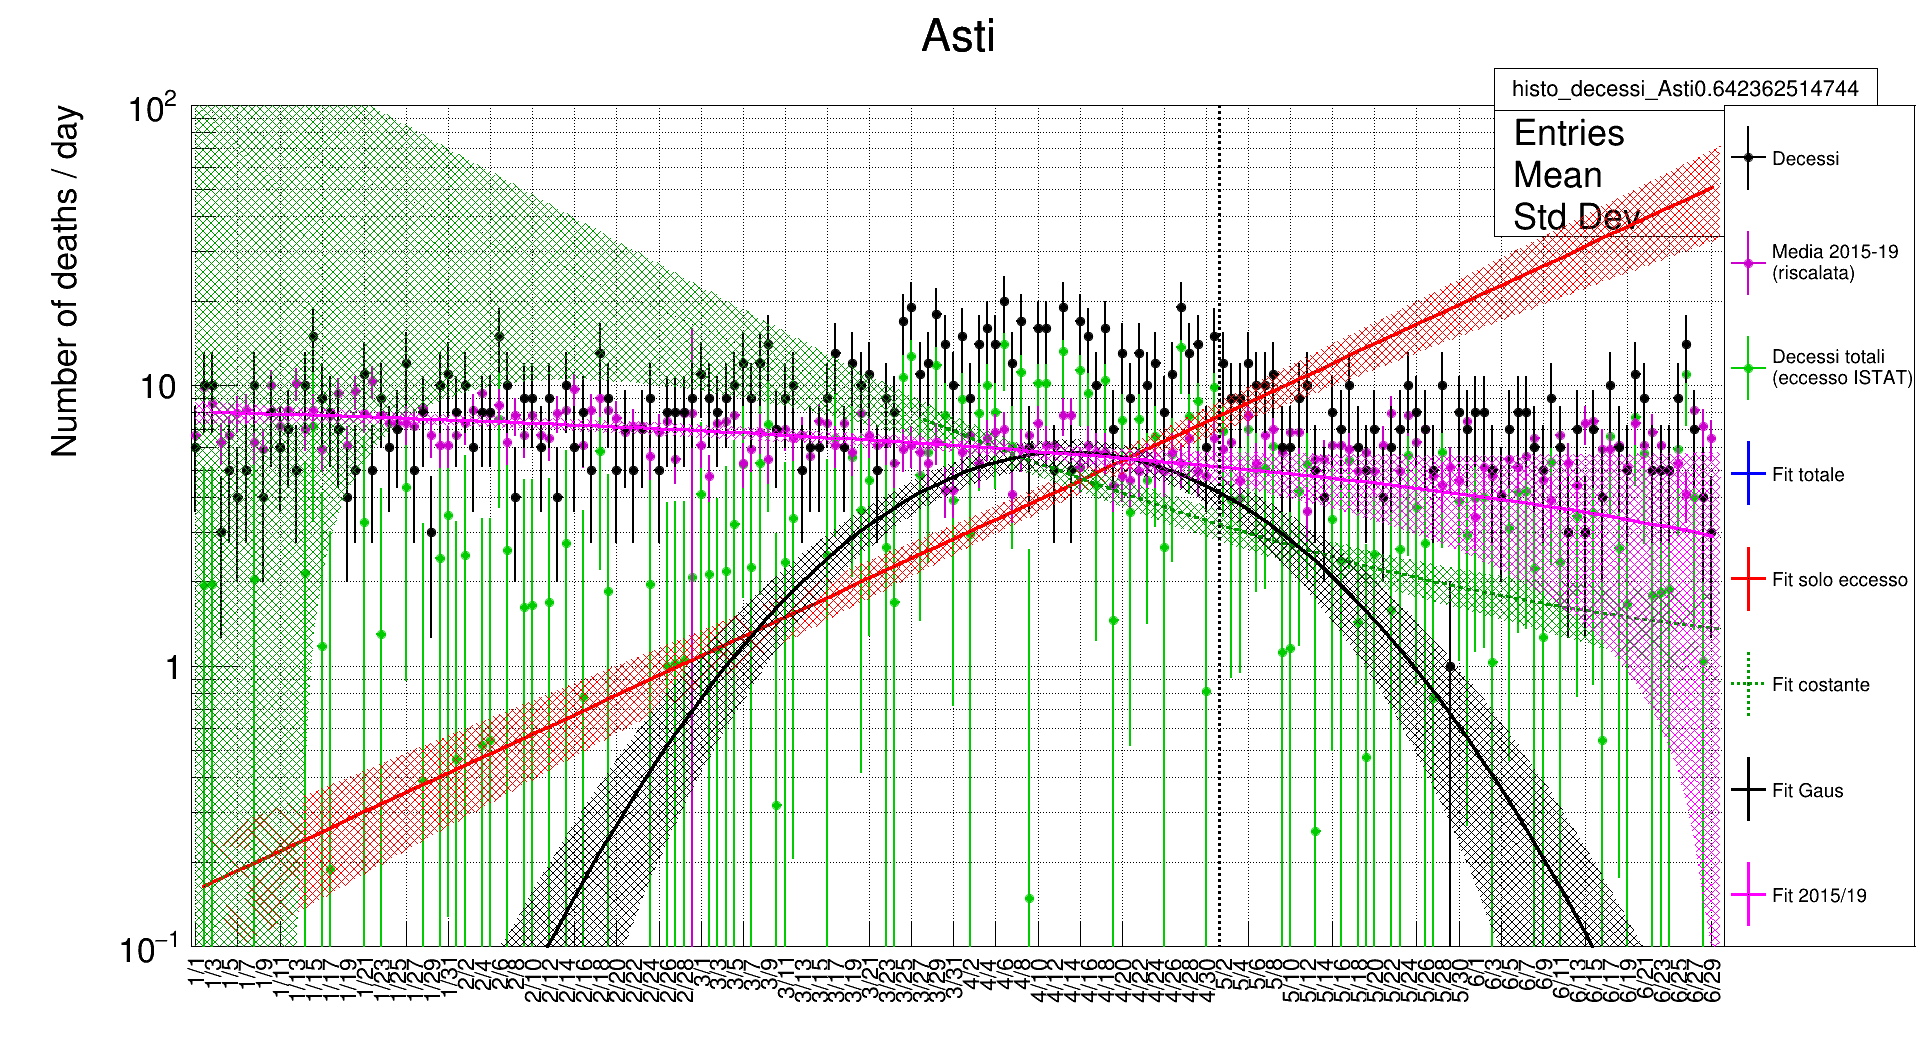 Asti
Number of deaths / day
histo_decessi_Asti0.642362514744
Entries
Mean
Std Dev
10²
10
1
10⁻¹
Decessi
Media 2015-19
(riscalata)
Decessi totali
(eccesso ISTAT)
Fit totale
Fit solo eccesso
Fit costante
Fit Gaus
Fit 2015/19
1/1 1/3 1/5 1/7 1/9 1/11 1/13 1/15 1/17 1/19 1/21 1/23 1/25 1/27 1/29 1/31 2/2 2/4 2/6 2/8 2/10 2/12 2/14 2/16 2/18 2/20 2/22 2/24 2/26 2/28 3/1 3/3 3/5 3/7 3/9 3/11 3/13 3/15 3/17 3/19 3/21 3/23 3/25 3/27 3/29 3/31 4/2 4/4 4/6 4/8 4/10 4/12 4/14 4/16 4/18 4/20 4/22 4/24 4/26 4/28 4/30 5/2 5/4 5/6 5/8 5/10 5/12 5/14 5/16 5/18 5/20 5/22 5/24 5/26 5/28 5/30 6/1 6/3 6/5 6/7 6/9 6/11 6/13 6/15 6/17 6/19 6/21 6/23 6/25 6/27 6/29